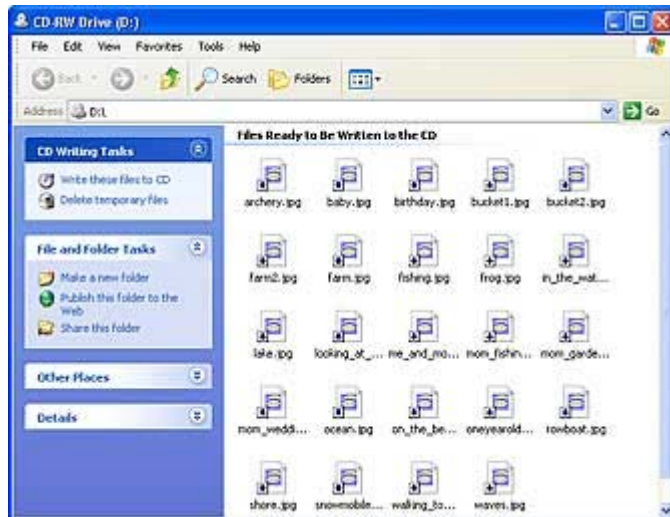 CD-RW Drive (D:)
File Edit View Favorites Tools Help
Back Search Folders
Address D:\ Go
CD Writing Tasks
Write these files to CD
Delete temporary files
File and Folder Tasks
Make a new folder
Publish this folder to the
Web
Share this folder
Other Places
Details
Files Ready to Be Written to the CD
archery.jpg baby.jpg birthday.jpg bucket1.jpg bucket2.jpg
farm2.jpg farm.jpg fishing.jpg frog.jpg in_the_wat...
lake.jpg looking_at_... me_and_mo... mom_fishin... mom_garde...
mom_weddi... ocean.jpg on_the_be... oneyearold... rowboat.jpg
shore.jpg snowmobile... walking_to... waves.jpg